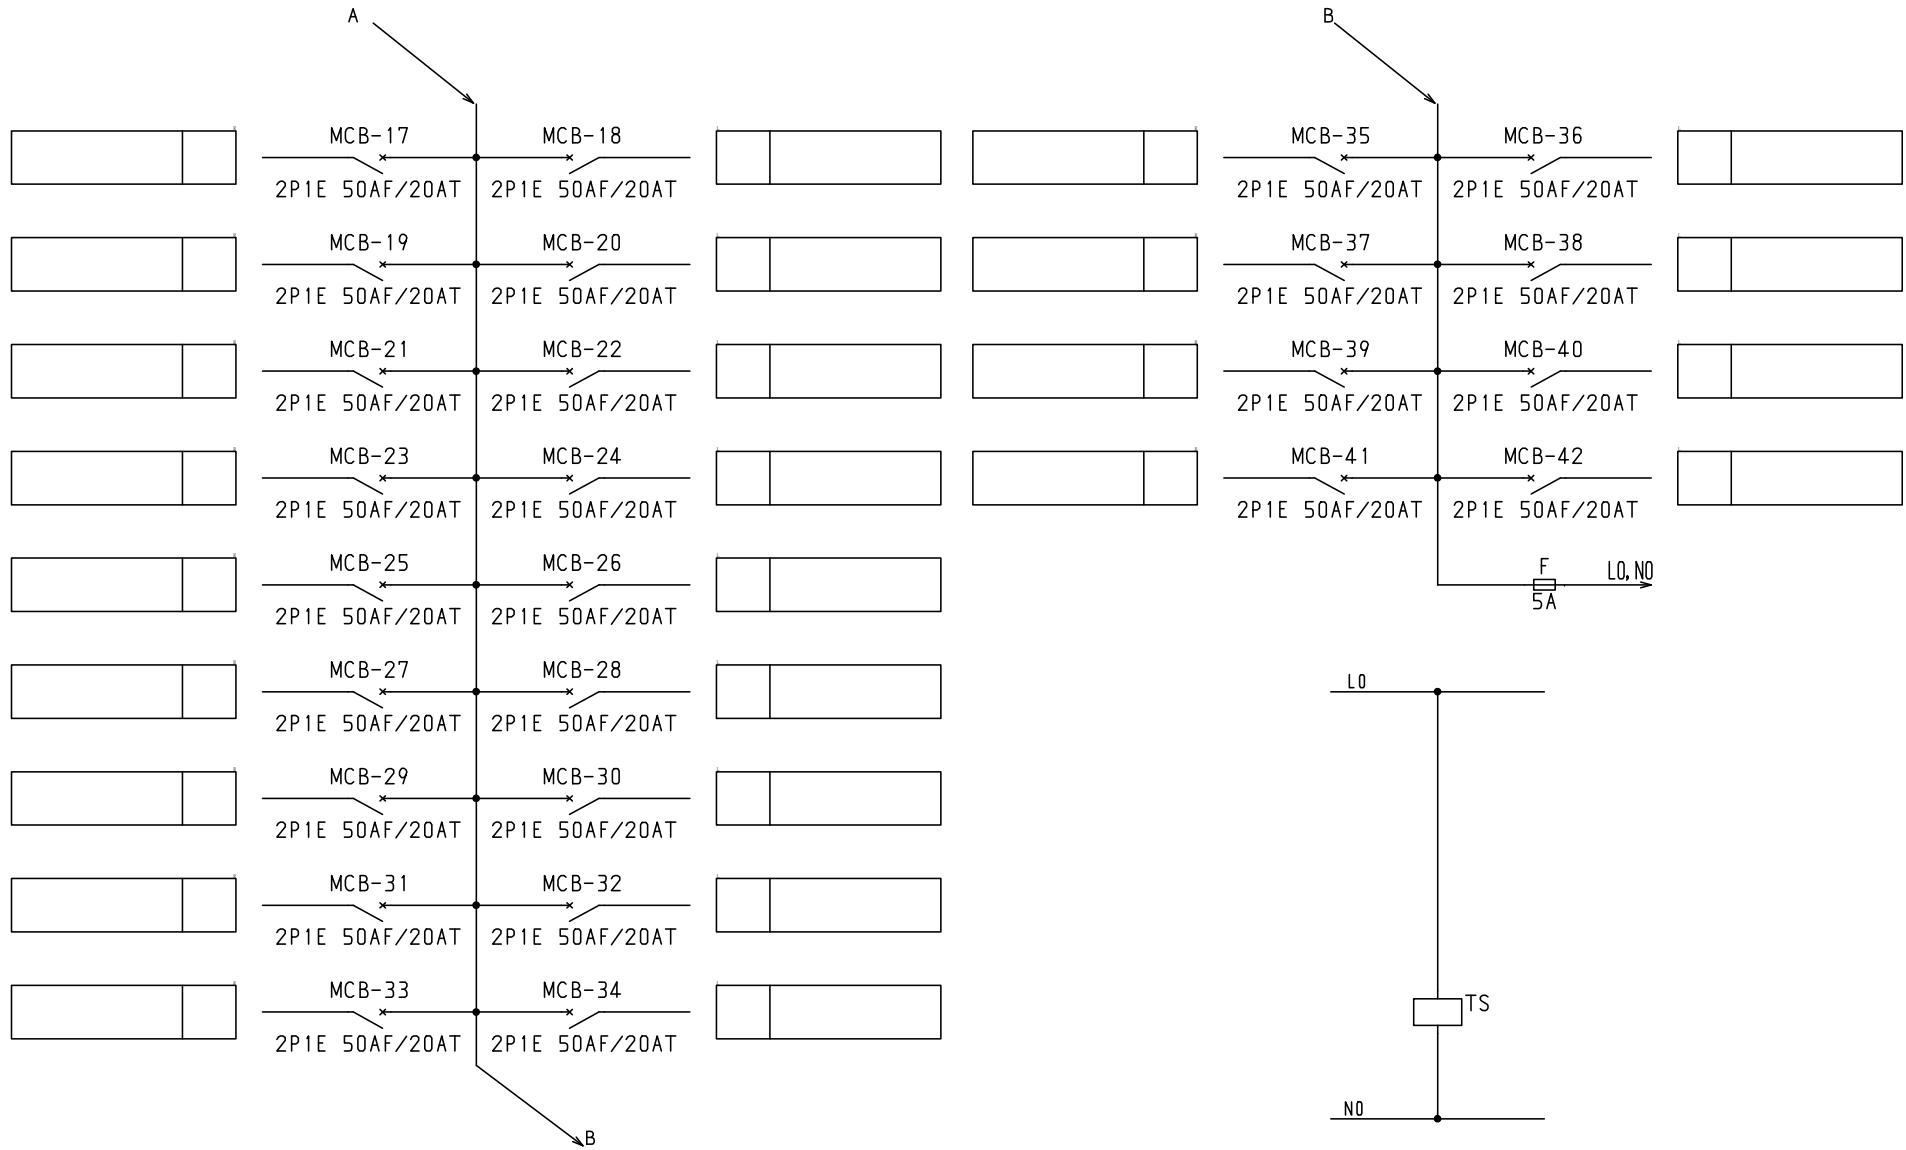 A
MCB-17 MCB-18
2P1E 50AF/20AT 2P1E 50AF/20AT
MCB-19 MCB-20
2P1E 50AF/20AT 2P1E 50AF/20AT
MCB-21 MCB-22
2P1E 50AF/20AT 2P1E 50AF/20AT
MCB-23 MCB-24
2P1E 50AF/20AT 2P1E 50AF/20AT
MCB-25 MCB-26
2P1E 50AF/20AT 2P1E 50AF/20AT
MCB-27 MCB-28
2P1E 50AF/20AT 2P1E 50AF/20AT
MCB-29 MCB-30
2P1E 50AF/20AT 2P1E 50AF/20AT
MCB-31 MCB-32
2P1E 50AF/20AT 2P1E 50AF/20AT
MCB-33 MCB-34
2P1E 50AF/20AT 2P1E 50AF/20AT
B
B
MCB-35 MCB-36
2P1E 50AF/20AT 2P1E 50AF/20AT
MCB-37 MCB-38
2P1E 50AF/20AT 2P1E 50AF/20AT
MCB-39 MCB-40
2P1E 50AF/20AT 2P1E 50AF/20AT
MCB-41 MCB-42
2P1E 50AF/20AT 2P1E 50AF/20AT
F L0,N0
5A
L0
TS
N0